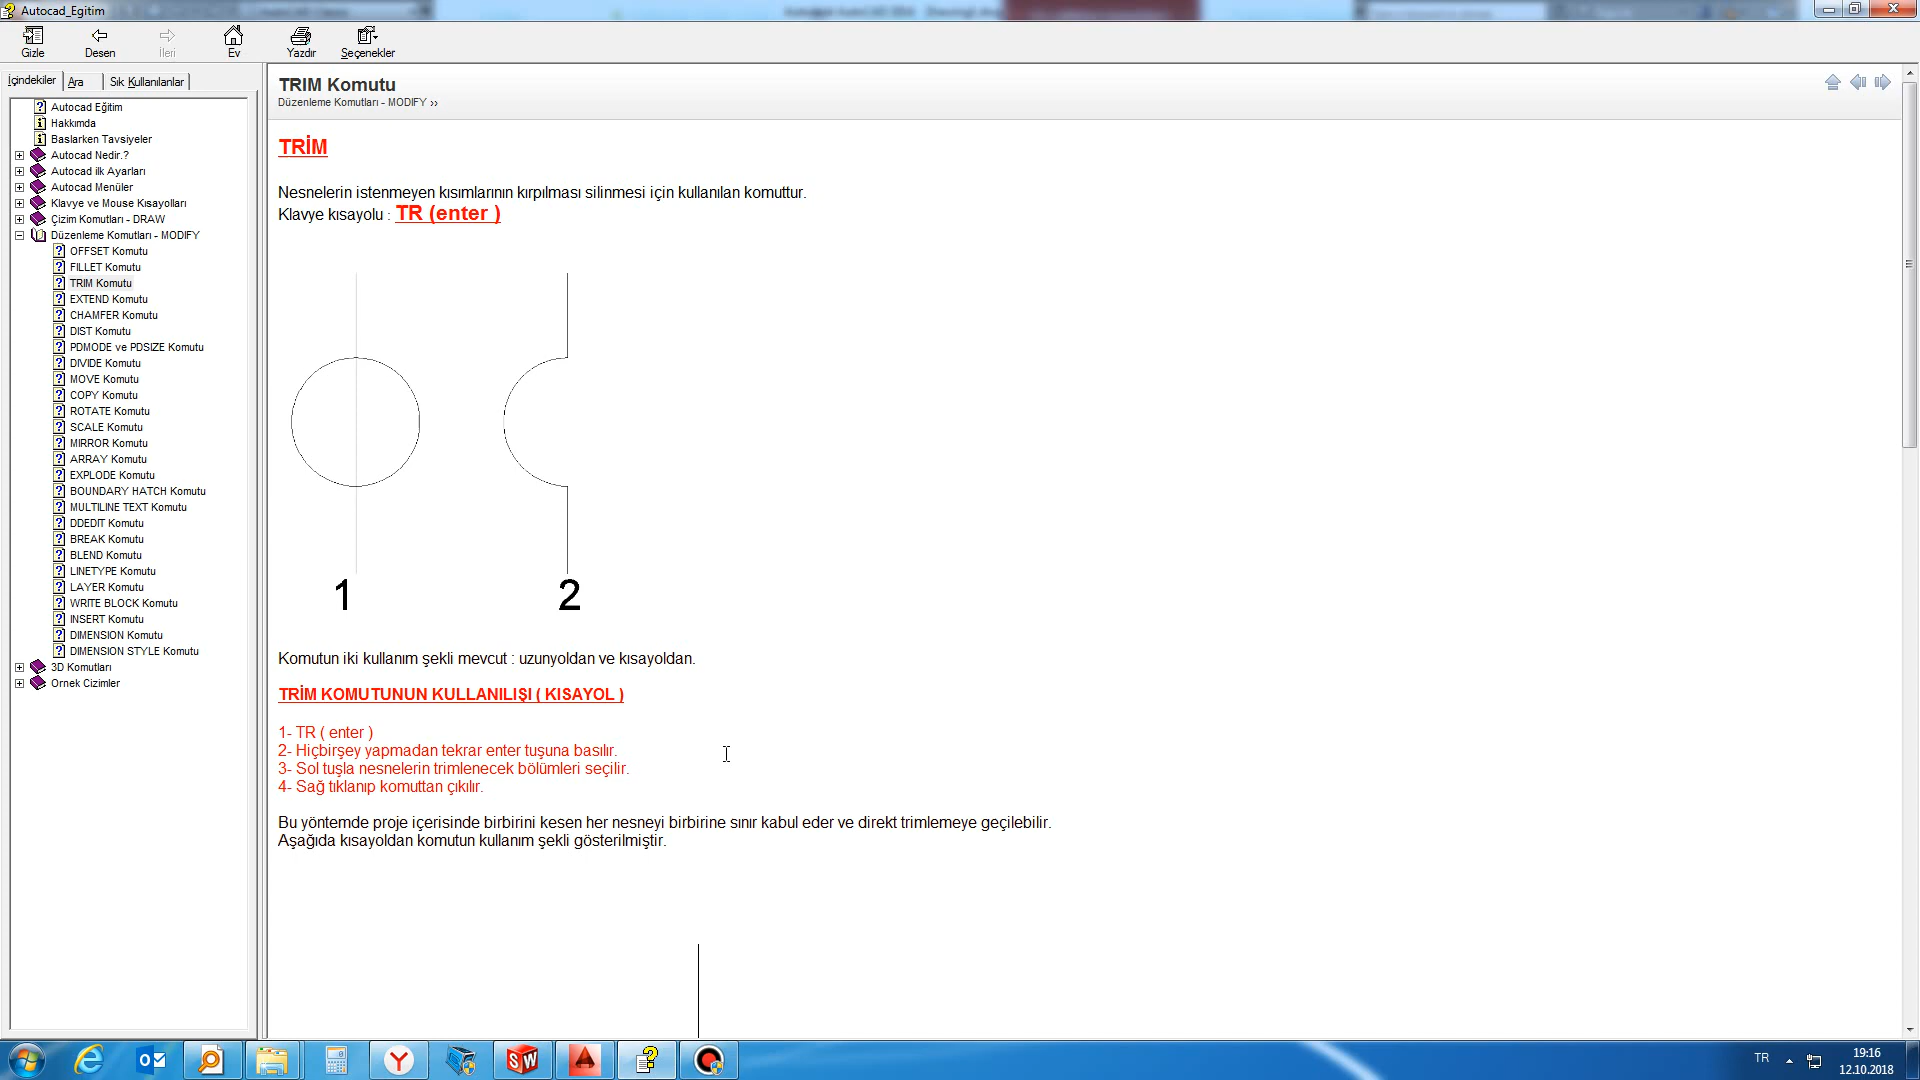 Autocad_Egitim
Gizle
Desen
İleri
Ev
Yazdır
Seçenekler
İçindekiler
Ara
Sık Kullanılanlar
Autocad Eğitim
Hakkımda
Baslarken Tavsiyeler
Autocad Nedir.?
Autocad ilk Ayarları
Autocad Menüler
Klavye ve Mouse Kısayolları
Çizim Komutları - DRAW
Düzenleme Komutları - MODIFY
OFFSET Komutu
FILLET Komutu
TRIM Komutu
EXTEND Komutu
CHAMFER Komutu
DIST Komutu
PDMODE ve PDSIZE Komutu
DIVIDE Komutu
MOVE Komutu
COPY Komutu
ROTATE Komutu
SCALE Komutu
MIRROR Komutu
ARRAY Komutu
EXPLODE Komutu
BOUNDARY HATCH Komutu
MULTILINE TEXT Komutu
DDEDIT Komutu
BREAK Komutu
BLEND Komutu
LINETYPE Komutu
LAYER Komutu
WRITE BLOCK Komutu
INSERT Komutu
DIMENSION Komutu
DIMENSION STYLE Komutu
3D Komutları
Ornek Cizimler
TRIM Komutu
Düzenleme Komutları - MODIFY ››
TRİM
Nesnelerin istenmeyen kısımlarının kırpılması silinmesi için kullanılan komuttur.
Klavye kısayolu : TR (enter )
1
2
Komutun iki kullanım şekli mevcut : uzunyoldan ve kısayoldan.
TRİM KOMUTUNUN KULLANILIŞI ( KISAYOL )
1- TR ( enter )
2- Hiçbirşey yapmadan tekrar enter tuşuna basılır.
3- Sol tuşla nesnelerin trimlenecek bölümleri seçilir.
4- Sağ tıklanıp komuttan çıkılır.
Bu yöntemde proje içerisinde birbirini kesen her nesneyi birbirine sınır kabul eder ve direkt trimlemeye geçilebilir.
Aşağıda kısayoldan komutun kullanım şekli gösterilmiştir.
TR
19:16
12.10.2018